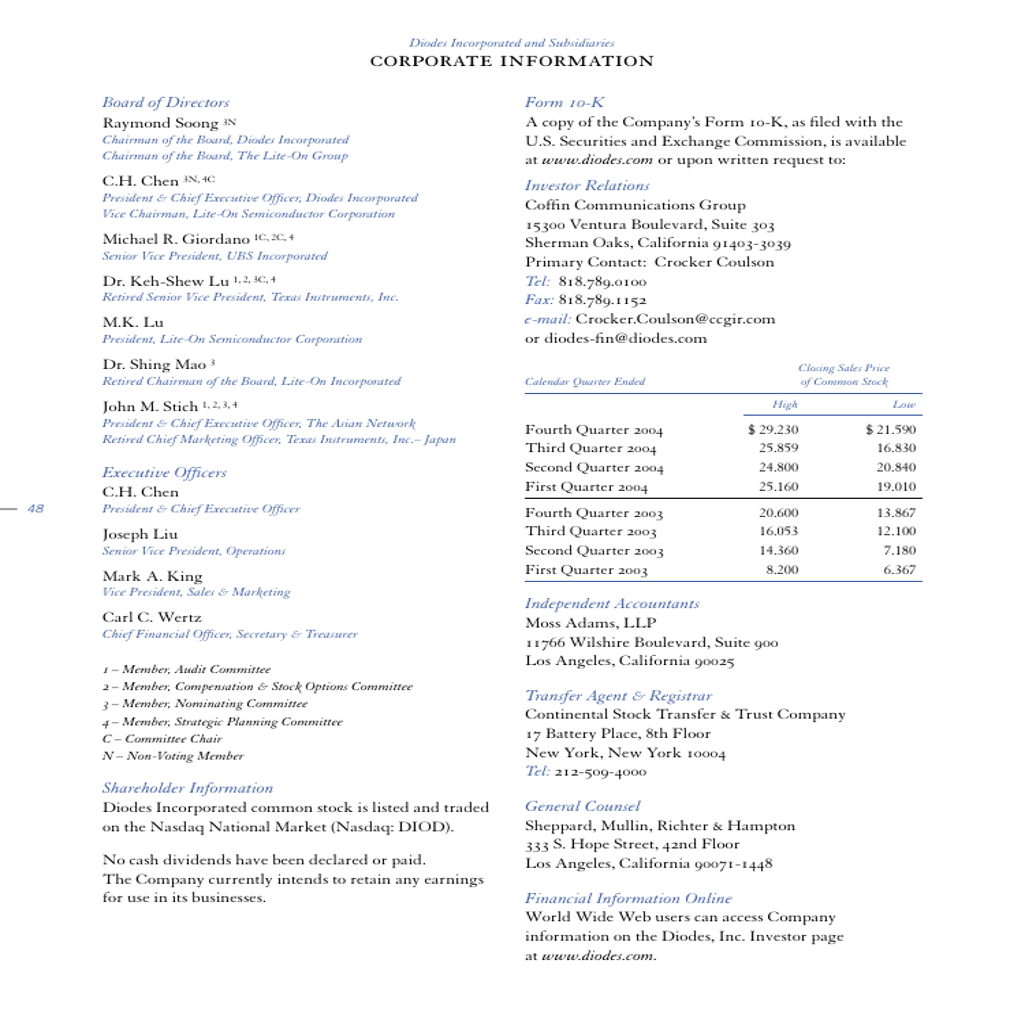 Diodes Incorporated and Subsidiaries
CORPORATE INFORMATION
Board of Directors
Raymond Soong 3N
Chairman of the Board, Diodes Incorporated
Chairman of the Board, The Lite-On Group
C.H. Chen 3N, 4C
President & Chief Executive Officer, Diodes Incorporated
Vice Chairman, Lite-On Semiconductor Corporation
Michael R. Giordano 1C, 2C, 4
Senior Vice President, UBS Incorporated
Dr. Keh-Shew Lu 1, 2, 3C, 4
Retired Senior Vice President, Texas Instruments, Inc.
M.K. Lu
President, Lite-On Semiconductor Corporation
Dr. Shing Mao 3
Retired Chairman of the Board, Lite-On Incorporated
John M. Stich 1, 2, 3, 4
President & Chief Executive Officer, The Asian Network
Retired Chief Marketing Officer, Texas Instruments, Inc.– Japan
Executive Officers
C.H. Chen
President & Chief Executive Officer
Joseph Liu
Senior Vice President, Operations
Mark A. King
Vice President, Sales & Marketing
Carl C. Wertz
Chief Financial Officer, Secretary & Treasurer
1 – Member, Audit Committee
2 – Member, Compensation & Stock Options Committee
3 – Member, Nominating Committee
4 – Member, Strategic Planning Committee
C – Committee Chair
N – Non-Voting Member
Shareholder Information
Diodes Incorporated common stock is listed and traded
on the Nasdaq National Market (Nasdaq: DIOD).
No cash dividends have been declared or paid.
The Company currently intends to retain any earnings
for use in its businesses.
48
Form 10-K
A copy of the Company's Form 10-K, as filed with the
U.S. Securities and Exchange Commission, is available
at www.diodes.com or upon written request to:
Investor Relations
Coffin Communications Group
15300 Ventura Boulevard, Suite 303
Sherman Oaks, California 91403-3039
Primary Contact: Crocker Coulson
Tel: 818.789.0100
Fax: 818.789.1152
e-mail: Crocker.Coulson@ccgir.com
or diodes-fin@diodes.com
Closing Sales Price
Calendar Quarter Ended of Common Stock
High Low
Fourth Quarter 2004 $ 29.230 $ 21.590
Third Quarter 2004 25.859 16.830
Second Quarter 2004 24.800 20.840
First Quarter 2004 25.160 19.010
Fourth Quarter 2003 20.600 13.867
Third Quarter 2003 16.053 12.100
Second Quarter 2003 14.360 7.180
First Quarter 2003 8.200 6.367
Independent Accountants
Moss Adams, LLP
11766 Wilshire Boulevard, Suite 900
Los Angeles, California 90025
Transfer Agent & Registrar
Continental Stock Transfer & Trust Company
17 Battery Place, 8th Floor
New York, New York 10004
Tel: 212-509-4000
General Counsel
Sheppard, Mullin, Richter & Hampton
333 S. Hope Street, 42nd Floor
Los Angeles, California 90071-1448
Financial Information Online
World Wide Web users can access Company
information on the Diodes, Inc. Investor page
at www.diodes.com.